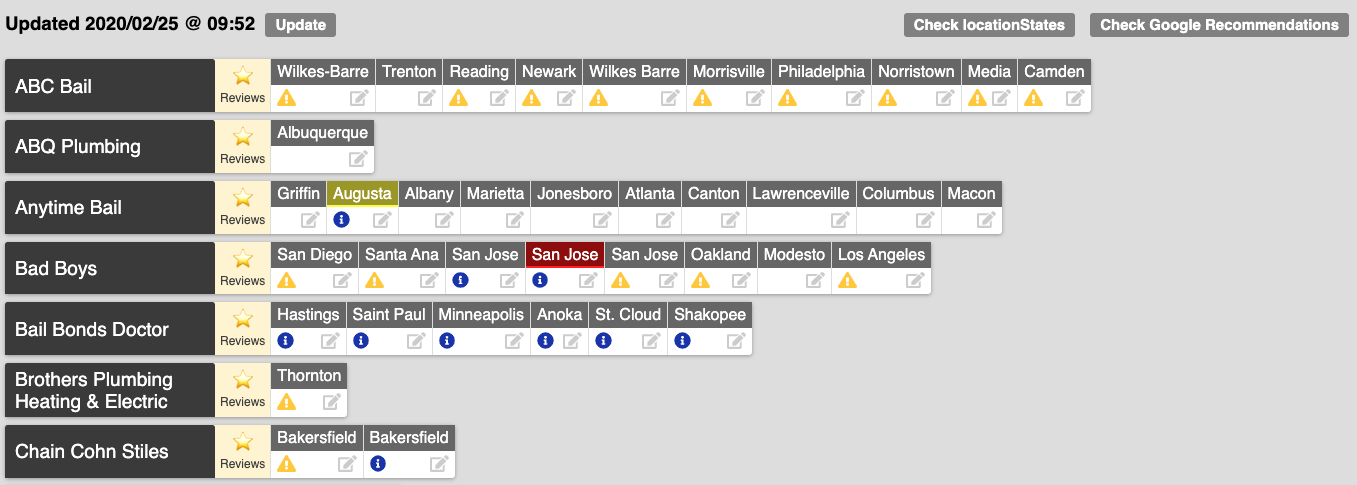 Updated 2020/02/25 @ 09:52 Update Check locationStates Check Google Recommendations
ABC Bail Reviews Wilkes-Barre Trenton Reading Newark Wilkes Barre Morrisville Philadelphia Norristown Media Camden
ABQ Plumbing Reviews Albuquerque
Anytime Bail Reviews Griffin Augusta Albany Marietta Jonesboro Atlanta Canton Lawrenceville Columbus Macon
Bad Boys Reviews San Diego Santa Ana San Jose San Jose San Jose Oakland Modesto Los Angeles
Bail Bonds Doctor Reviews Hastings Saint Paul Minneapolis Anoka St. Cloud Shakopee
Brothers Plumbing
Heating & Electric Reviews Thornton
Chain Cohn Stiles Reviews Bakersfield Bakersfield